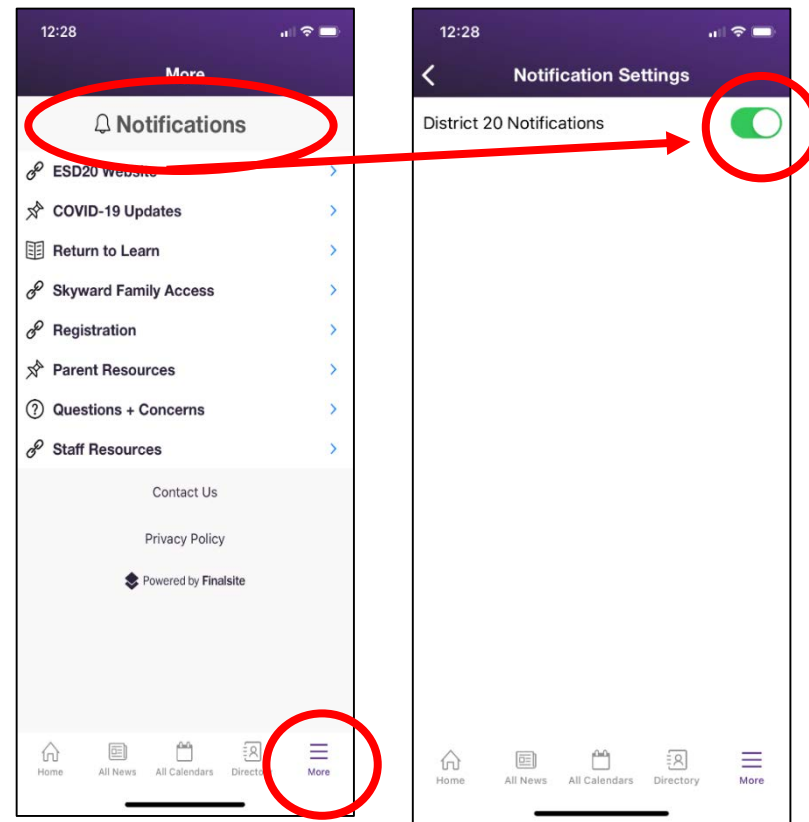 12:28
More
Notifications
ESD20 Website
COVID-19 Updates
Return to Learn
Skyward Family Access
Registration
Parent Resources
Questions + Concerns
Staff Resources
Contact Us
Privacy Policy
Powered by Finalsite
Home All News All Calendars Directory More
12:28
Notification Settings
District 20 Notifications
Home All News All Calendars Directory More